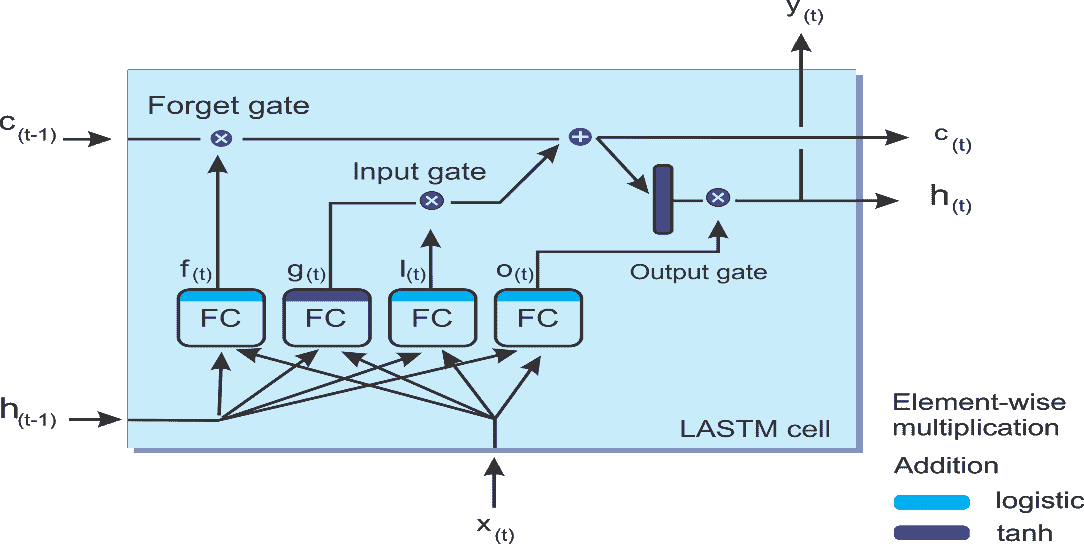 y(t)
Forget gate
c(t-1)
c(t)
Input gate
h(t)
f(t)
g(t)
I(t)
o(t)
Output gate
FC
FC
FC
FC
h(t-1)
LASTM cell
x(t)
Element-wise
multiplication
Addition
logistic
tanh